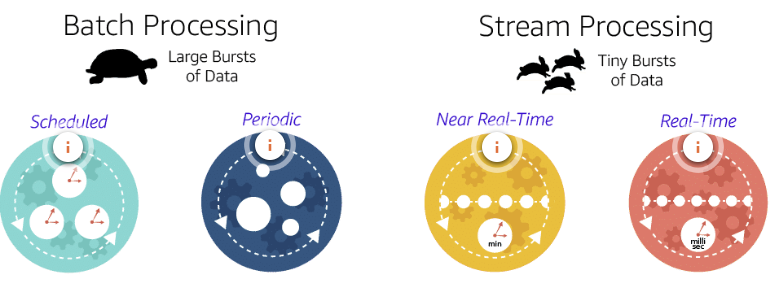 Batch Processing
Large Bursts
of Data
Scheduled
i
Periodic
i
Stream Processing
Tiny Bursts
of Data
Near Real-Time
i
min
Real-Time
i
milli
sec